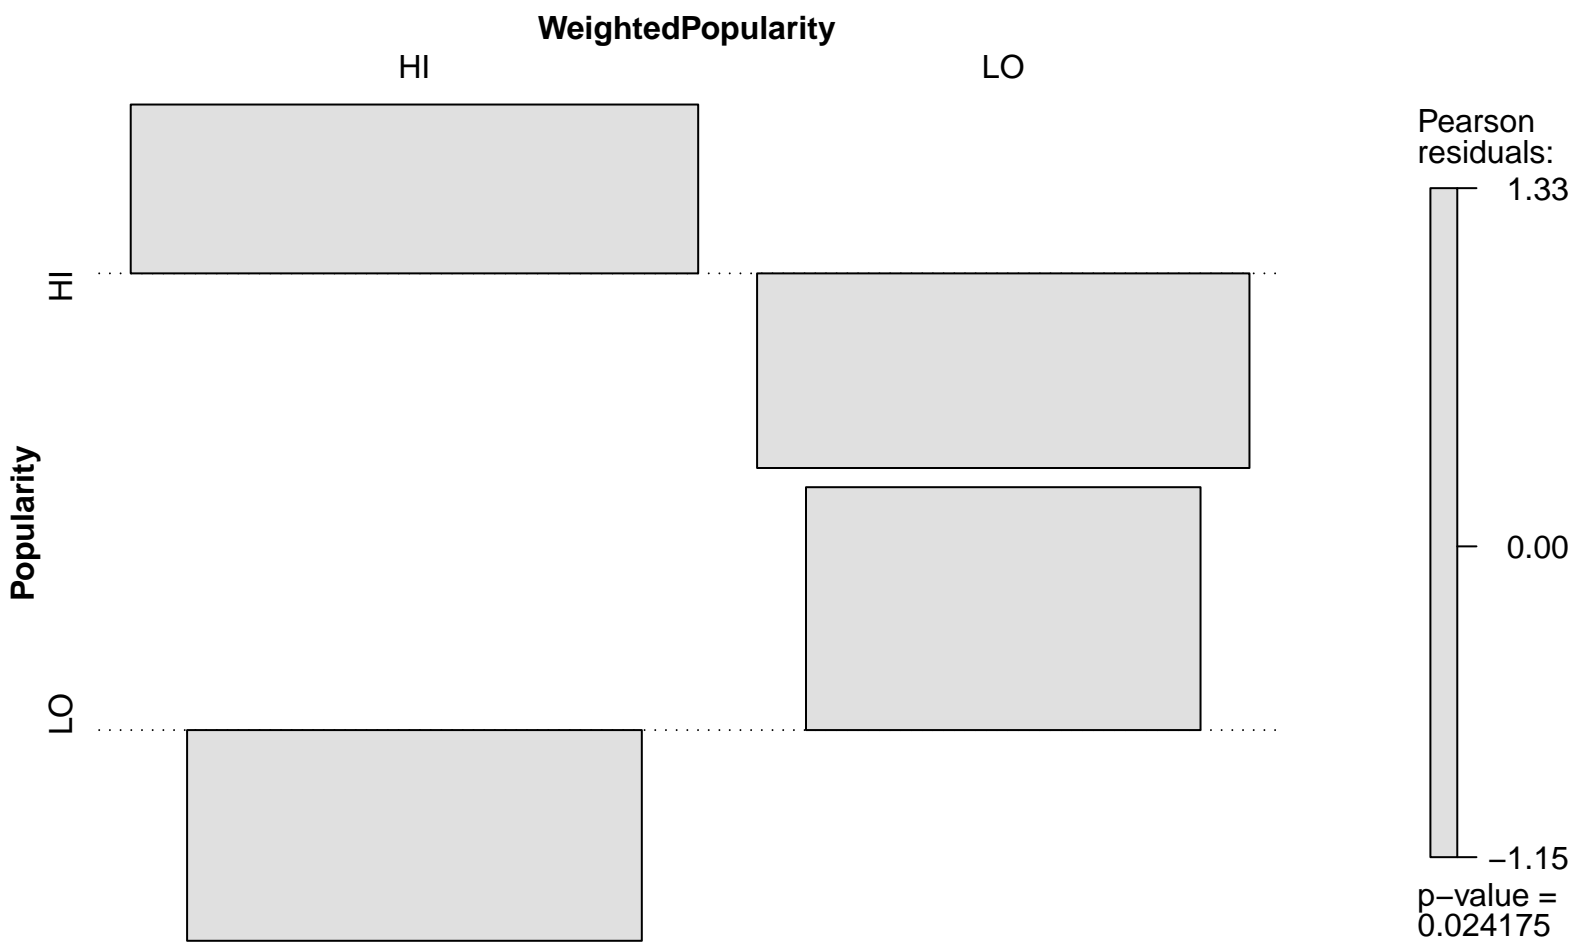 WeightedPopularity
HI
LO
Popularity
HI
LO
Pearson
residuals:
1.33
0.00
−1.15
p−value =
0.024175